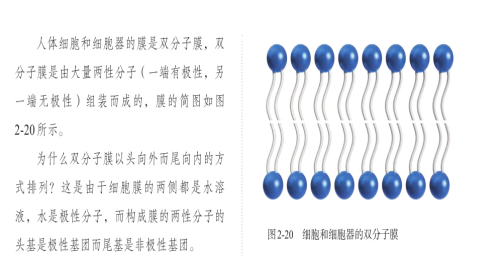 人体细胞和细胞器的膜是双分子膜，双
分子膜是由大量两性分子（一端有极性，另
一端无极性）组装而成的，膜的简图如图
2-20所示。
为什么双分子膜以头向外而尾向内的方
式排列？这是由于细胞膜的两侧都是水溶
液，水是极性分子，而构成膜的两性分子的
头基是极性基团而尾基是非极性基团。
图2-20 细胞和细胞器的双分子膜